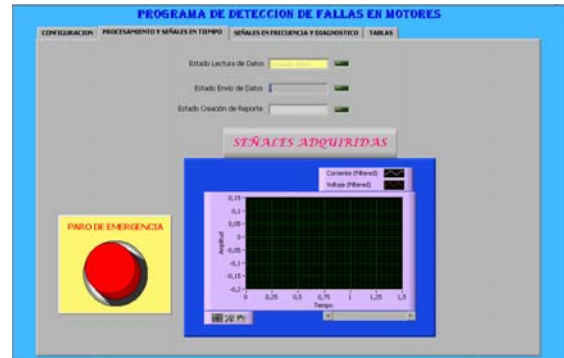 PROGRAMA DE DETECCION DE FALLAS EN MOTORES
CONFIGURACION
PROCESAMIENTO Y SEÑALES EN TIEMPO
SEÑALES EN FRECUENCIA Y DIAGNOSTICO
TABLAS
Estado Lectura de Datos
Estado Envío de Datos
Estado Creación de Reporte
SEÑALES ADQUIRIDAS
Corriente (Filtered)
Voltaje (Filtered)
PARO DE EMERGENCIA
Amplitud
0,15
0,1
0,05
0
-0,05
-0,1
-0,15
-0,2
0 0,25 0,5 0,75 1 1,25 1,5
Tiempo